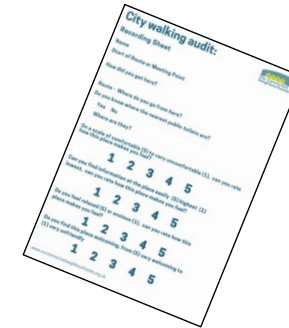 City walking audit:
Recording Sheet
Name
Start of Route or Meeting Point
How did you get here?
Route - Where do you go from here?
Do you know where the nearest public toilets are?
Yes No
Where are they?
On a scale of comfortable (5) to very uncomfortable (1), can you rate
how this place makes you feel?
1 2 3 4 5
Can you find information at the place easily (5) highest (1)
lowest, can you rate how this place makes you feel?
1 2 3 4 5
Do you feel relaxed (5) or anxious (1), can you rate how this
place makes you feel?
1 2 3 4 5
Do you find this place welcoming, from (5) very welcoming to
(1) very unfriendly
1 2 3 4 5